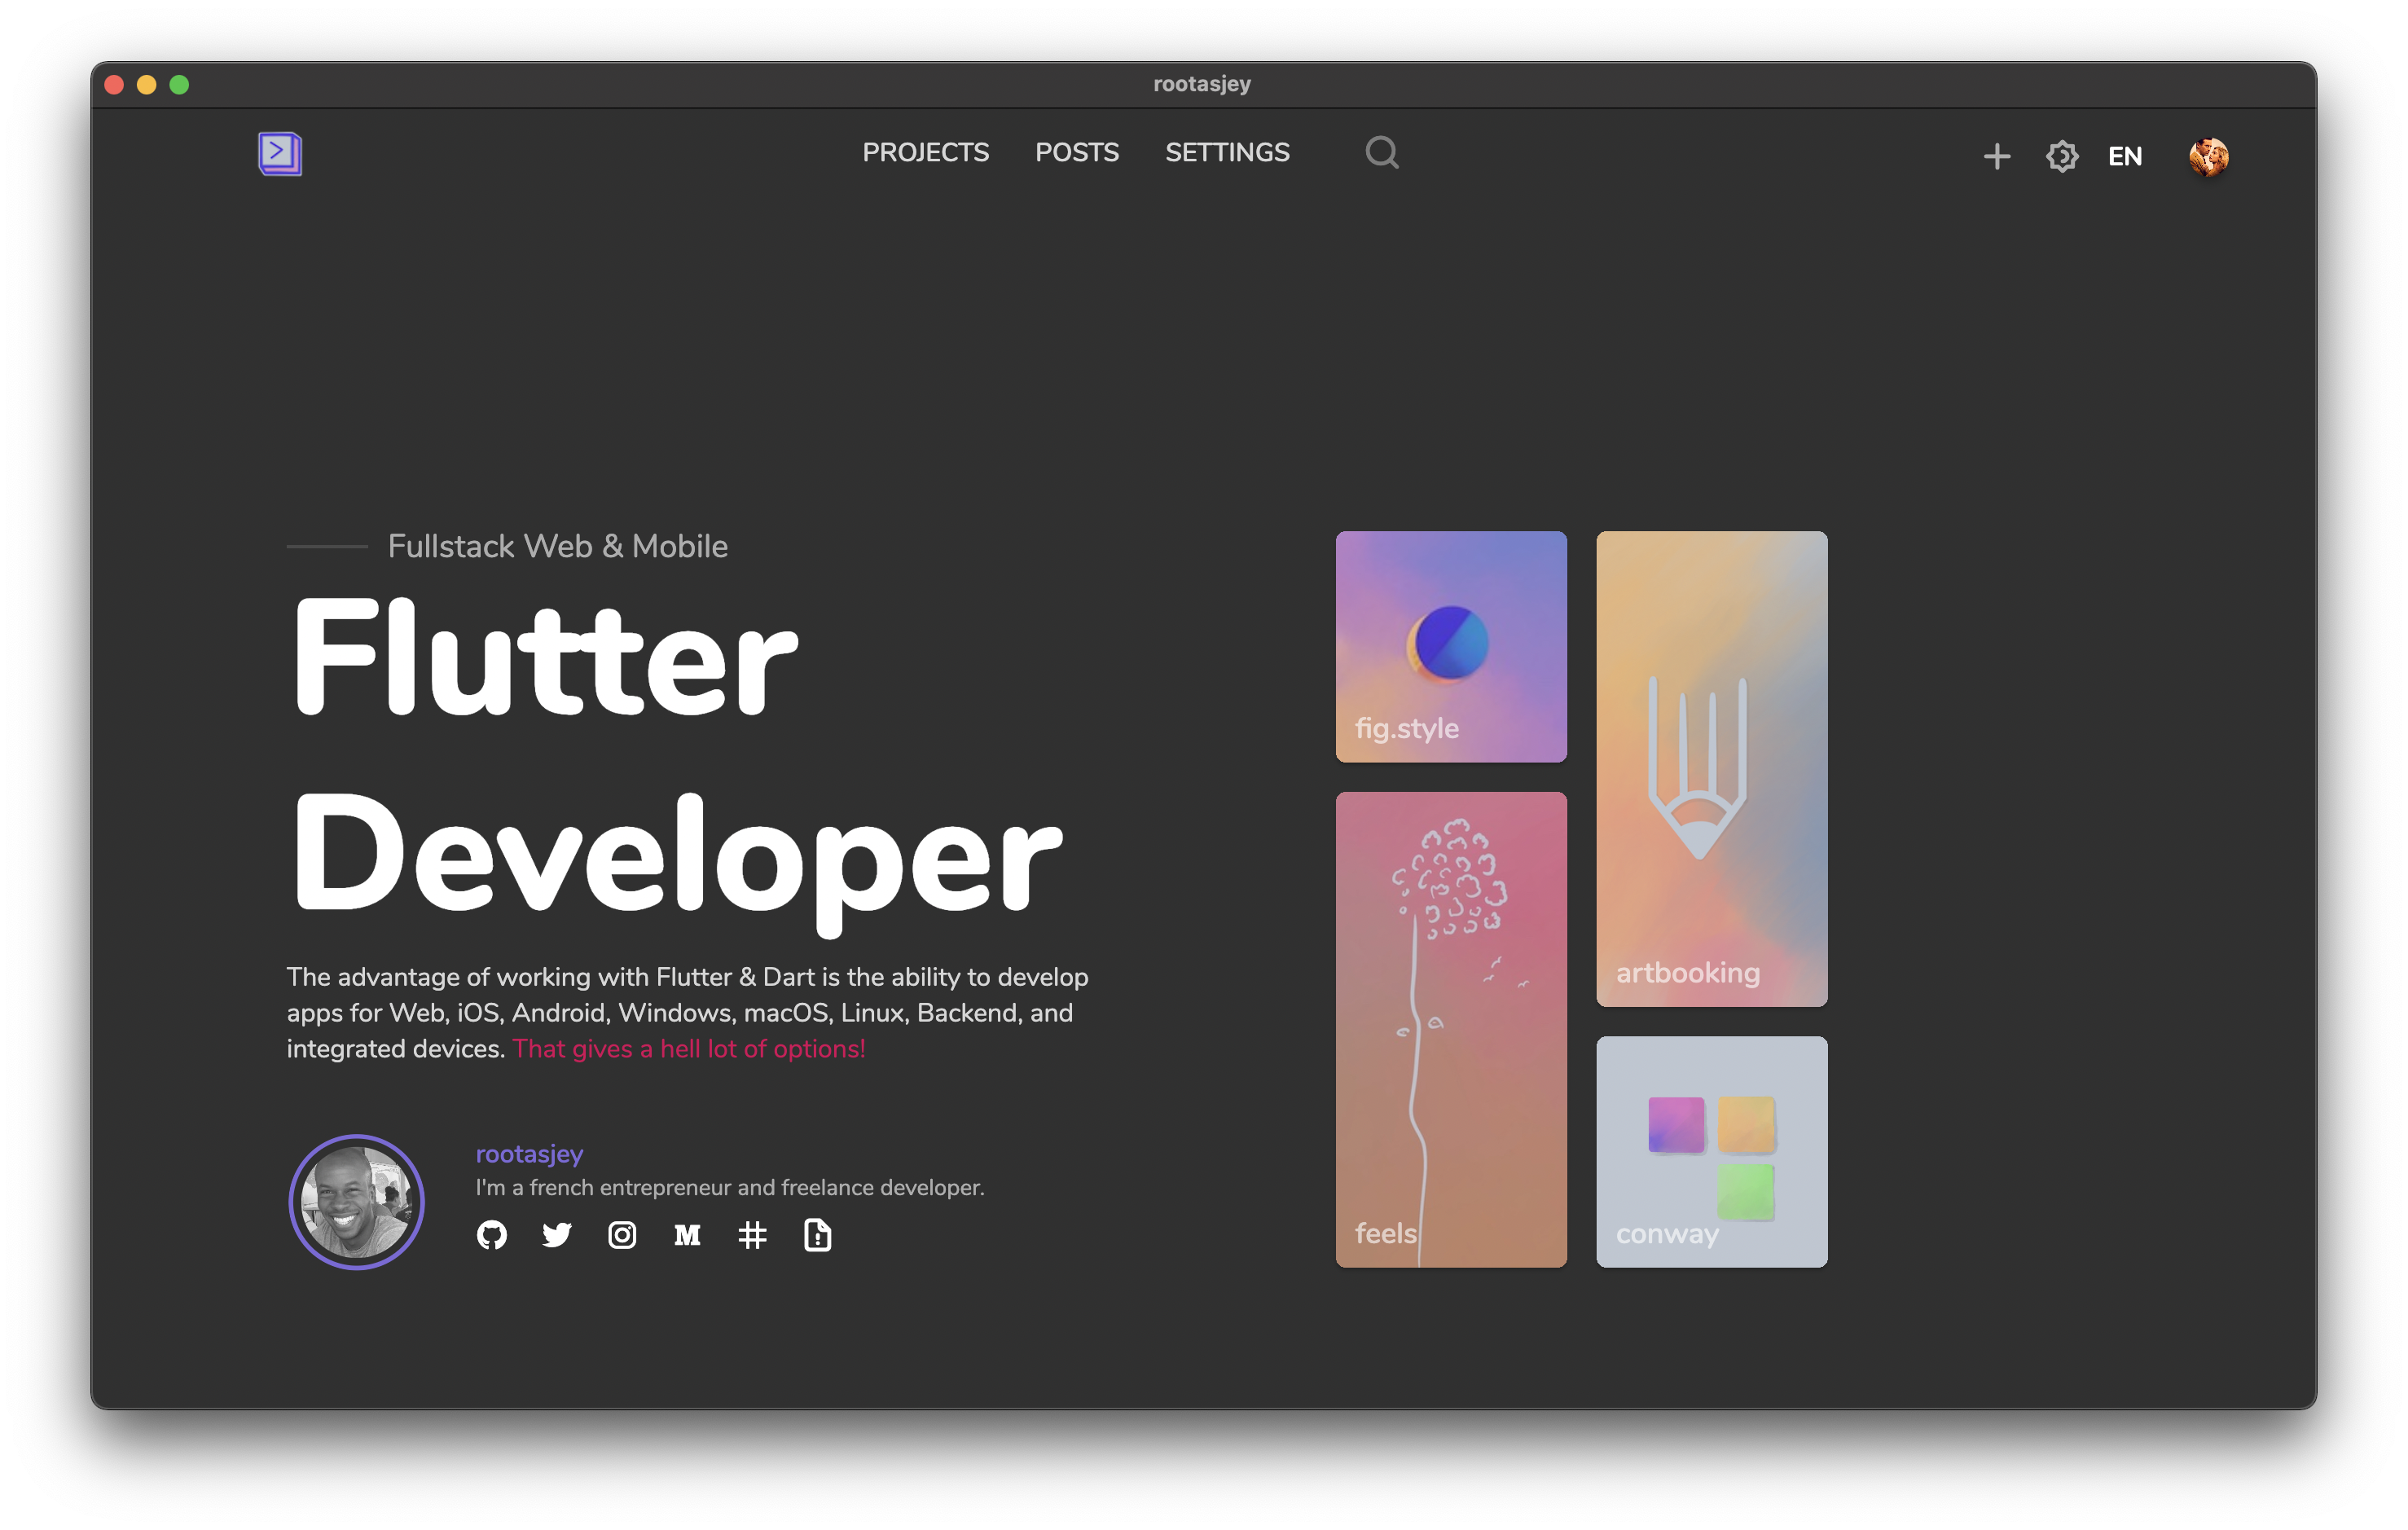 rootasjey
PROJECTS POSTS SETTINGS EN
Fullstack Web & Mobile
Flutter
Developer
The advantage of working with Flutter & Dart is the ability to develop
apps for Web, iOS, Android, Windows, macOS, Linux, Backend, and
integrated devices. That gives a hell lot of options!
rootasjey
I'm a french entrepreneur and freelance developer.
fig.style
artbooking
feels
conway